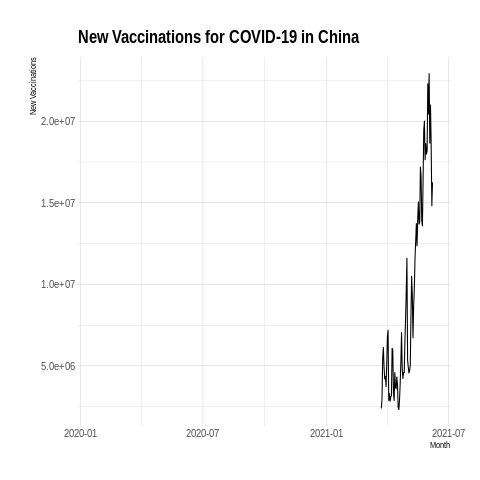 New Vaccinations for COVID-19 in China
New Vaccinations
2.0e+07
1.5e+07
1.0e+07
5.0e+06
2020-01 2020-07 2021-01 2021-07
Month